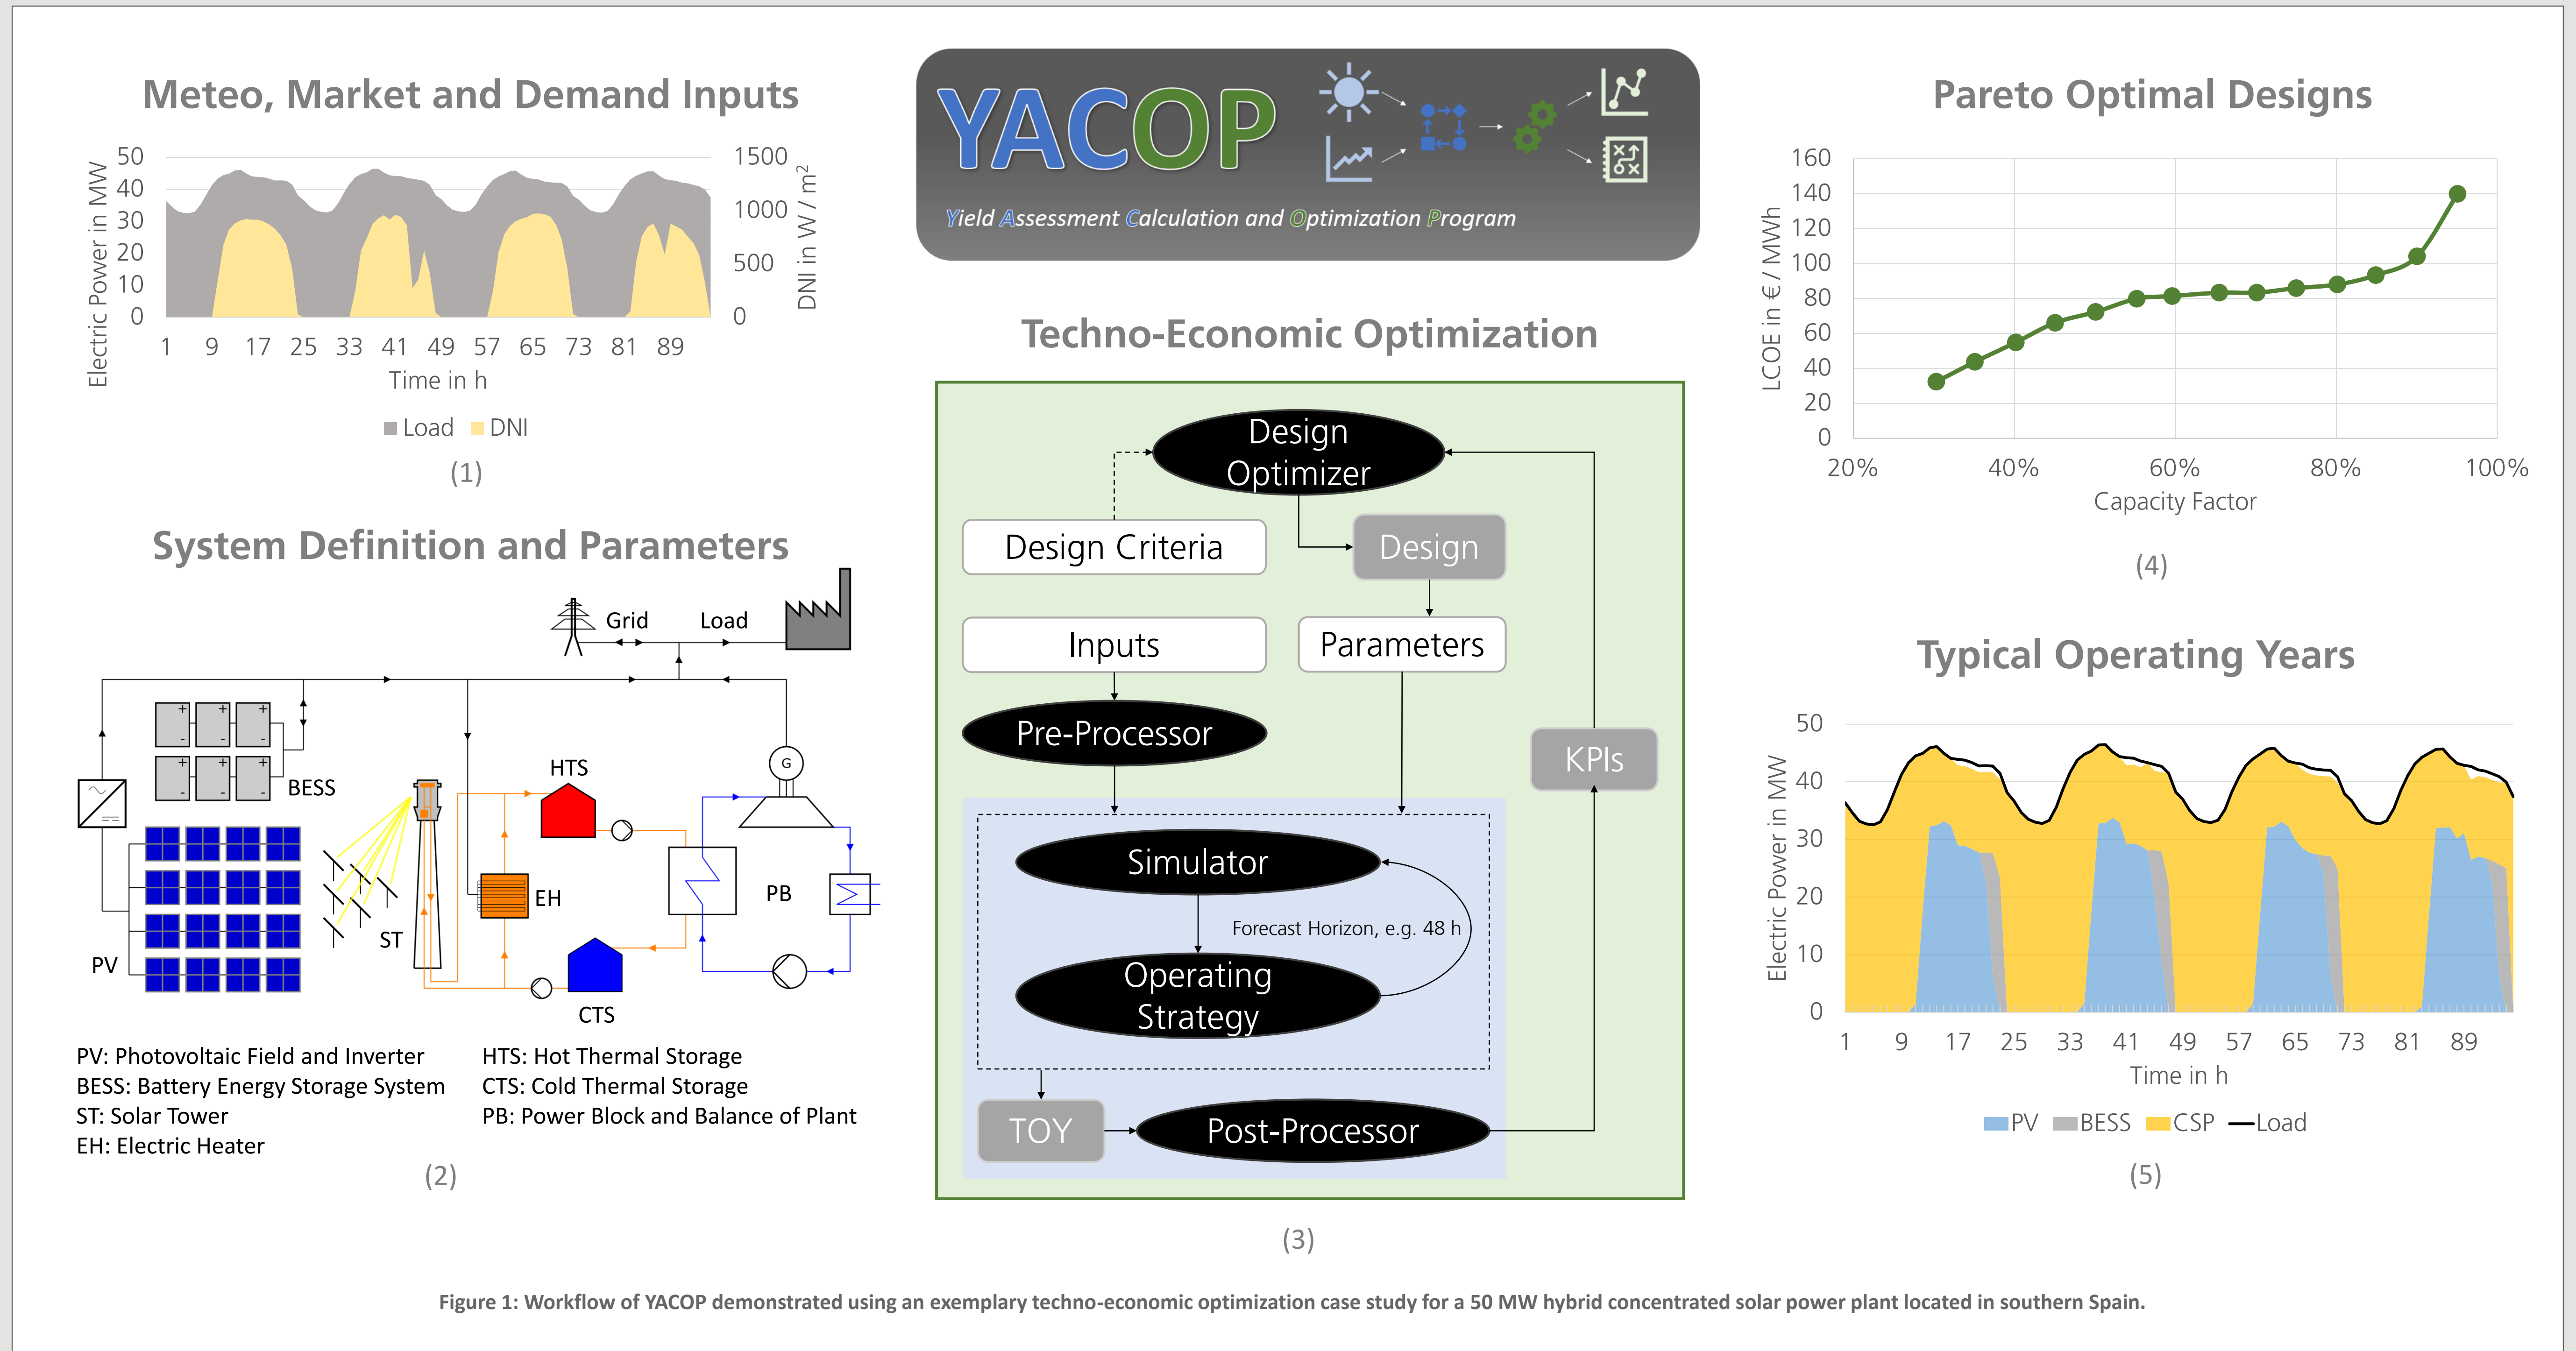 Meteo, Market and Demand Inputs
Electric Power in MW
50
40
30
20
10
0
1500
1000
500
0
DNI in W / m²
1 9 17 25 33 41 49 57 65 73 81 89
Time in h
Load DNI
(1)
System Definition and Parameters
Grid Load
+ + +
- - -
+ + +
- - -
BESS
HTS
G
EH
PB
ST
PV
CTS
PV: Photovoltaic Field and Inverter
BESS: Battery Energy Storage System
ST: Solar Tower
EH: Electric Heater
HTS: Hot Thermal Storage
CTS: Cold Thermal Storage
PB: Power Block and Balance of Plant
(2)
YACOP
Yield Assessment Calculation and Optimization Program
Techno-Economic Optimization
Design
Optimizer
Design Criteria
Design
Inputs
Parameters
Pre-Processor
KPIs
Simulator
Forecast Horizon, e.g. 48 h
Operating
Strategy
TOY
Post-Processor
(3)
Pareto Optimal Designs
LCOE in € / MWh
160
140
120
100
80
60
40
20
0
20% 40% 60% 80% 100%
Capacity Factor
(4)
Typical Operating Years
Electric Power in MW
50
40
30
20
10
0
1 9 17 25 33 41 49 57 65 73 81 89
Time in h
PV BESS CSP Load
(5)
Figure 1: Workflow of YACOP demonstrated using an exemplary techno-economic optimization case study for a 50 MW hybrid concentrated solar power plant located in southern Spain.